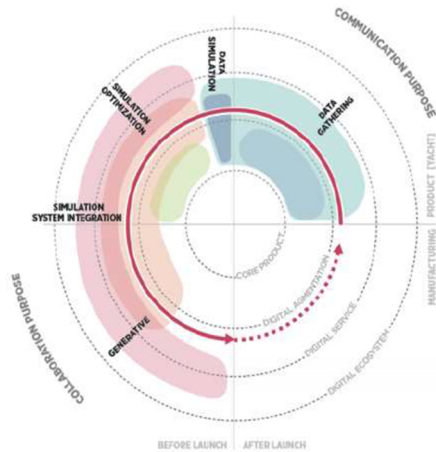 COMMUNICATION PURPOSE
DATA
SIMULATION
SIMULATION
OPTIMIZATION
DATA
GATHERING
PRODUCT [YACHT]
SIMULATION
SYSTEM INTEGRATION
MANUFACTURING
CORE PRODUCT
DIGITAL AGMENTATION
DIGITAL SERVICE
DIGITAL ECOSYSTEM
GENERATIVE
COLLABORATION PURPOSE
BEFORE LAUNCH
AFTER LAUNCH